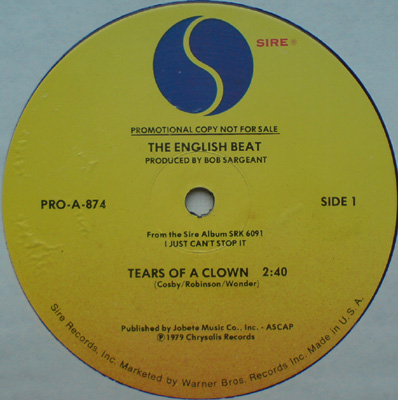 SIRE®
PROMOTIONAL COPY NOT FOR SALE
THE ENGLISH BEAT
PRODUCED BY BOB SARGEANT
PRO-A-874 SIDE 1
From the Sire Album SRK 6091
I JUST CAN'T STOP IT
TEARS OF A CLOWN 2:40
(Cosby/Robinson/Wonder)
Published by Jobete Music Co., Inc. - ASCAP
Ⓟ 1979 Chrysalis Records
Sire Records, Inc. Marketed by Warner Bros. Records Inc. Made in U.S.A.